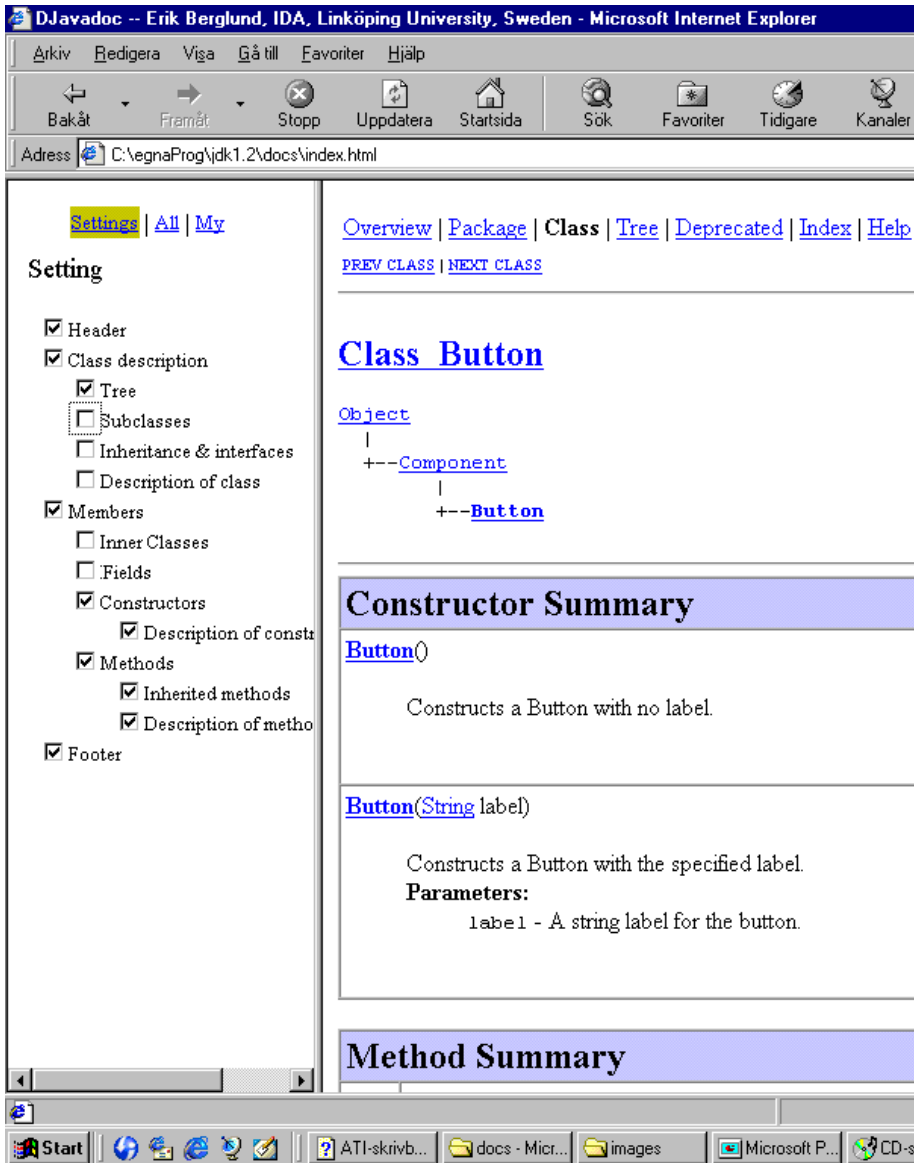 DJavadoc -- Erik Berglund, IDA, Linköping University, Sweden - Microsoft Internet Explorer
Arkiv Redigera Visa Gå till Favoriter Hjälp
Bakåt Framåt Stopp Uppdatera Startsida Sök Favoriter Tidigare Kanaler
Adress C:\egnaProg\jdk1.2\docs\index.html
Settings | All | My
Setting
Header
Class description
Tree
Subclasses
Inheritance & interfaces
Description of class
Members
Inner Classes
Fields
Constructors
Description of constr
Methods
Inherited methods
Description of metho
Footer
Overview | Package | Class | Tree | Deprecated | Index | Help
PREV CLASS | NEXT CLASS
Class Button
Object
|
+--Component
|
+--Button
Constructor Summary
Button()
Constructs a Button with no label.
Button(String label)
Constructs a Button with the specified label.
Parameters:
label - A string label for the button.
Method Summary
Start ATI-skrivb... docs - Micr... images Microsoft P... CD-s